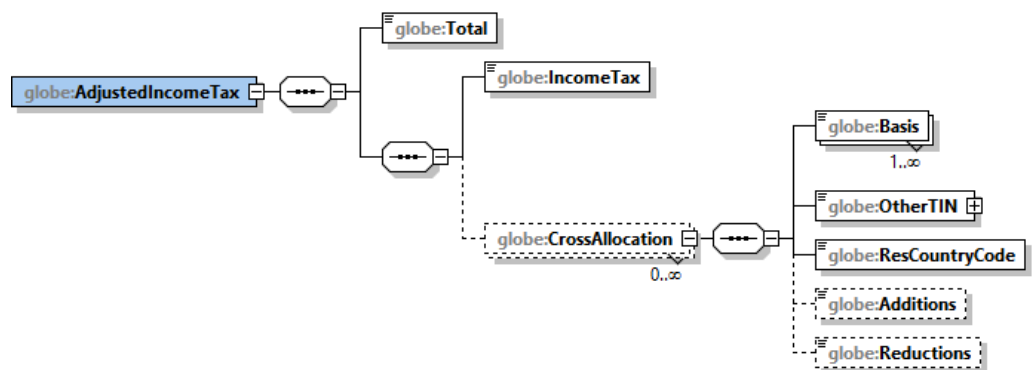 globe:Total
globe:AdjustedIncomeTax
globe:IncomeTax
globe:Basis
1..∞
globe:OtherTIN
globe:CrossAllocation
0..∞
globe:ResCountryCode
globe:Additions
globe:Reductions